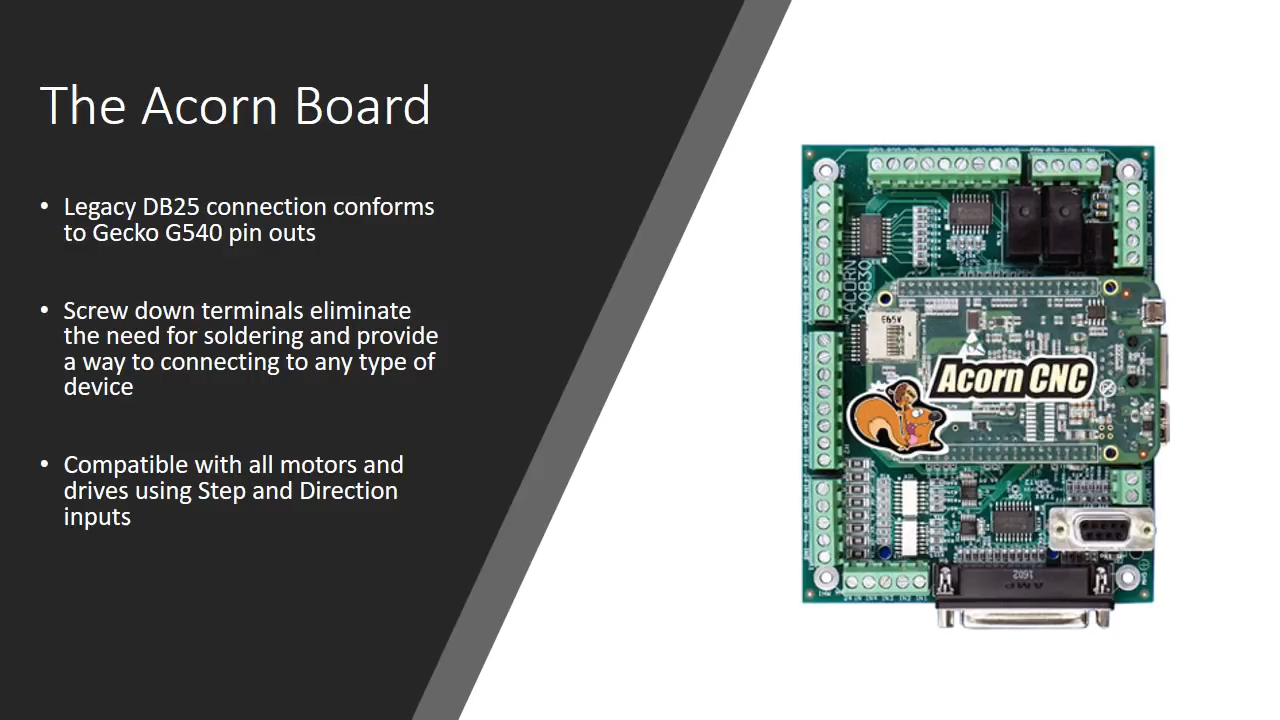 The Acorn Board
• Legacy DB25 connection conforms
to Gecko G540 pin outs
• Screw down terminals eliminate
the need for soldering and provide
a way to connecting to any type of
device
• Compatible with all motors and
drives using Step and Direction
inputs
E65V
Acorn CNC
1602